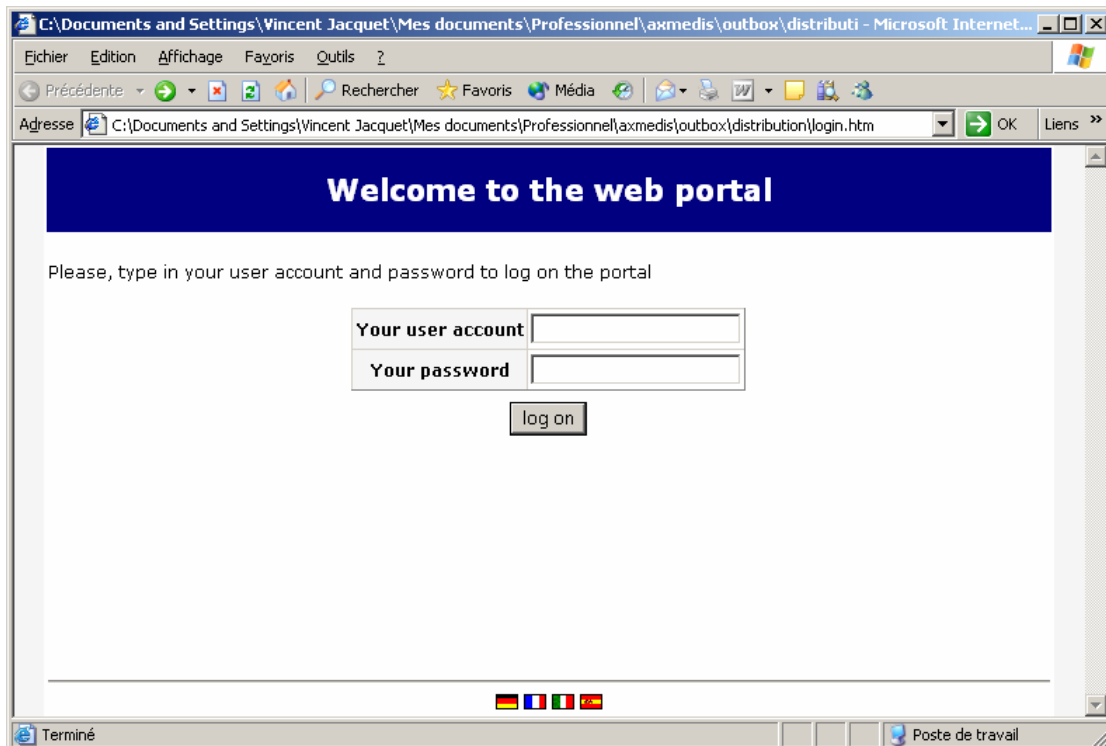 C:\Documents and Settings\Vincent Jacquet\Mes documents\Professionnel\axmedis\outbox\distributi - Microsoft Internet...
Fichier Edition Affichage Favoris Outils ?
Précédente Rechercher Favoris Média
Adresse C:\Documents and Settings\Vincent Jacquet\Mes documents\Professionnel\axmedis\outbox\distribution\login.htm OK Liens »
Welcome to the web portal
Please, type in your user account and password to log on the portal
Your user account
Your password
log on
Terminé Poste de travail